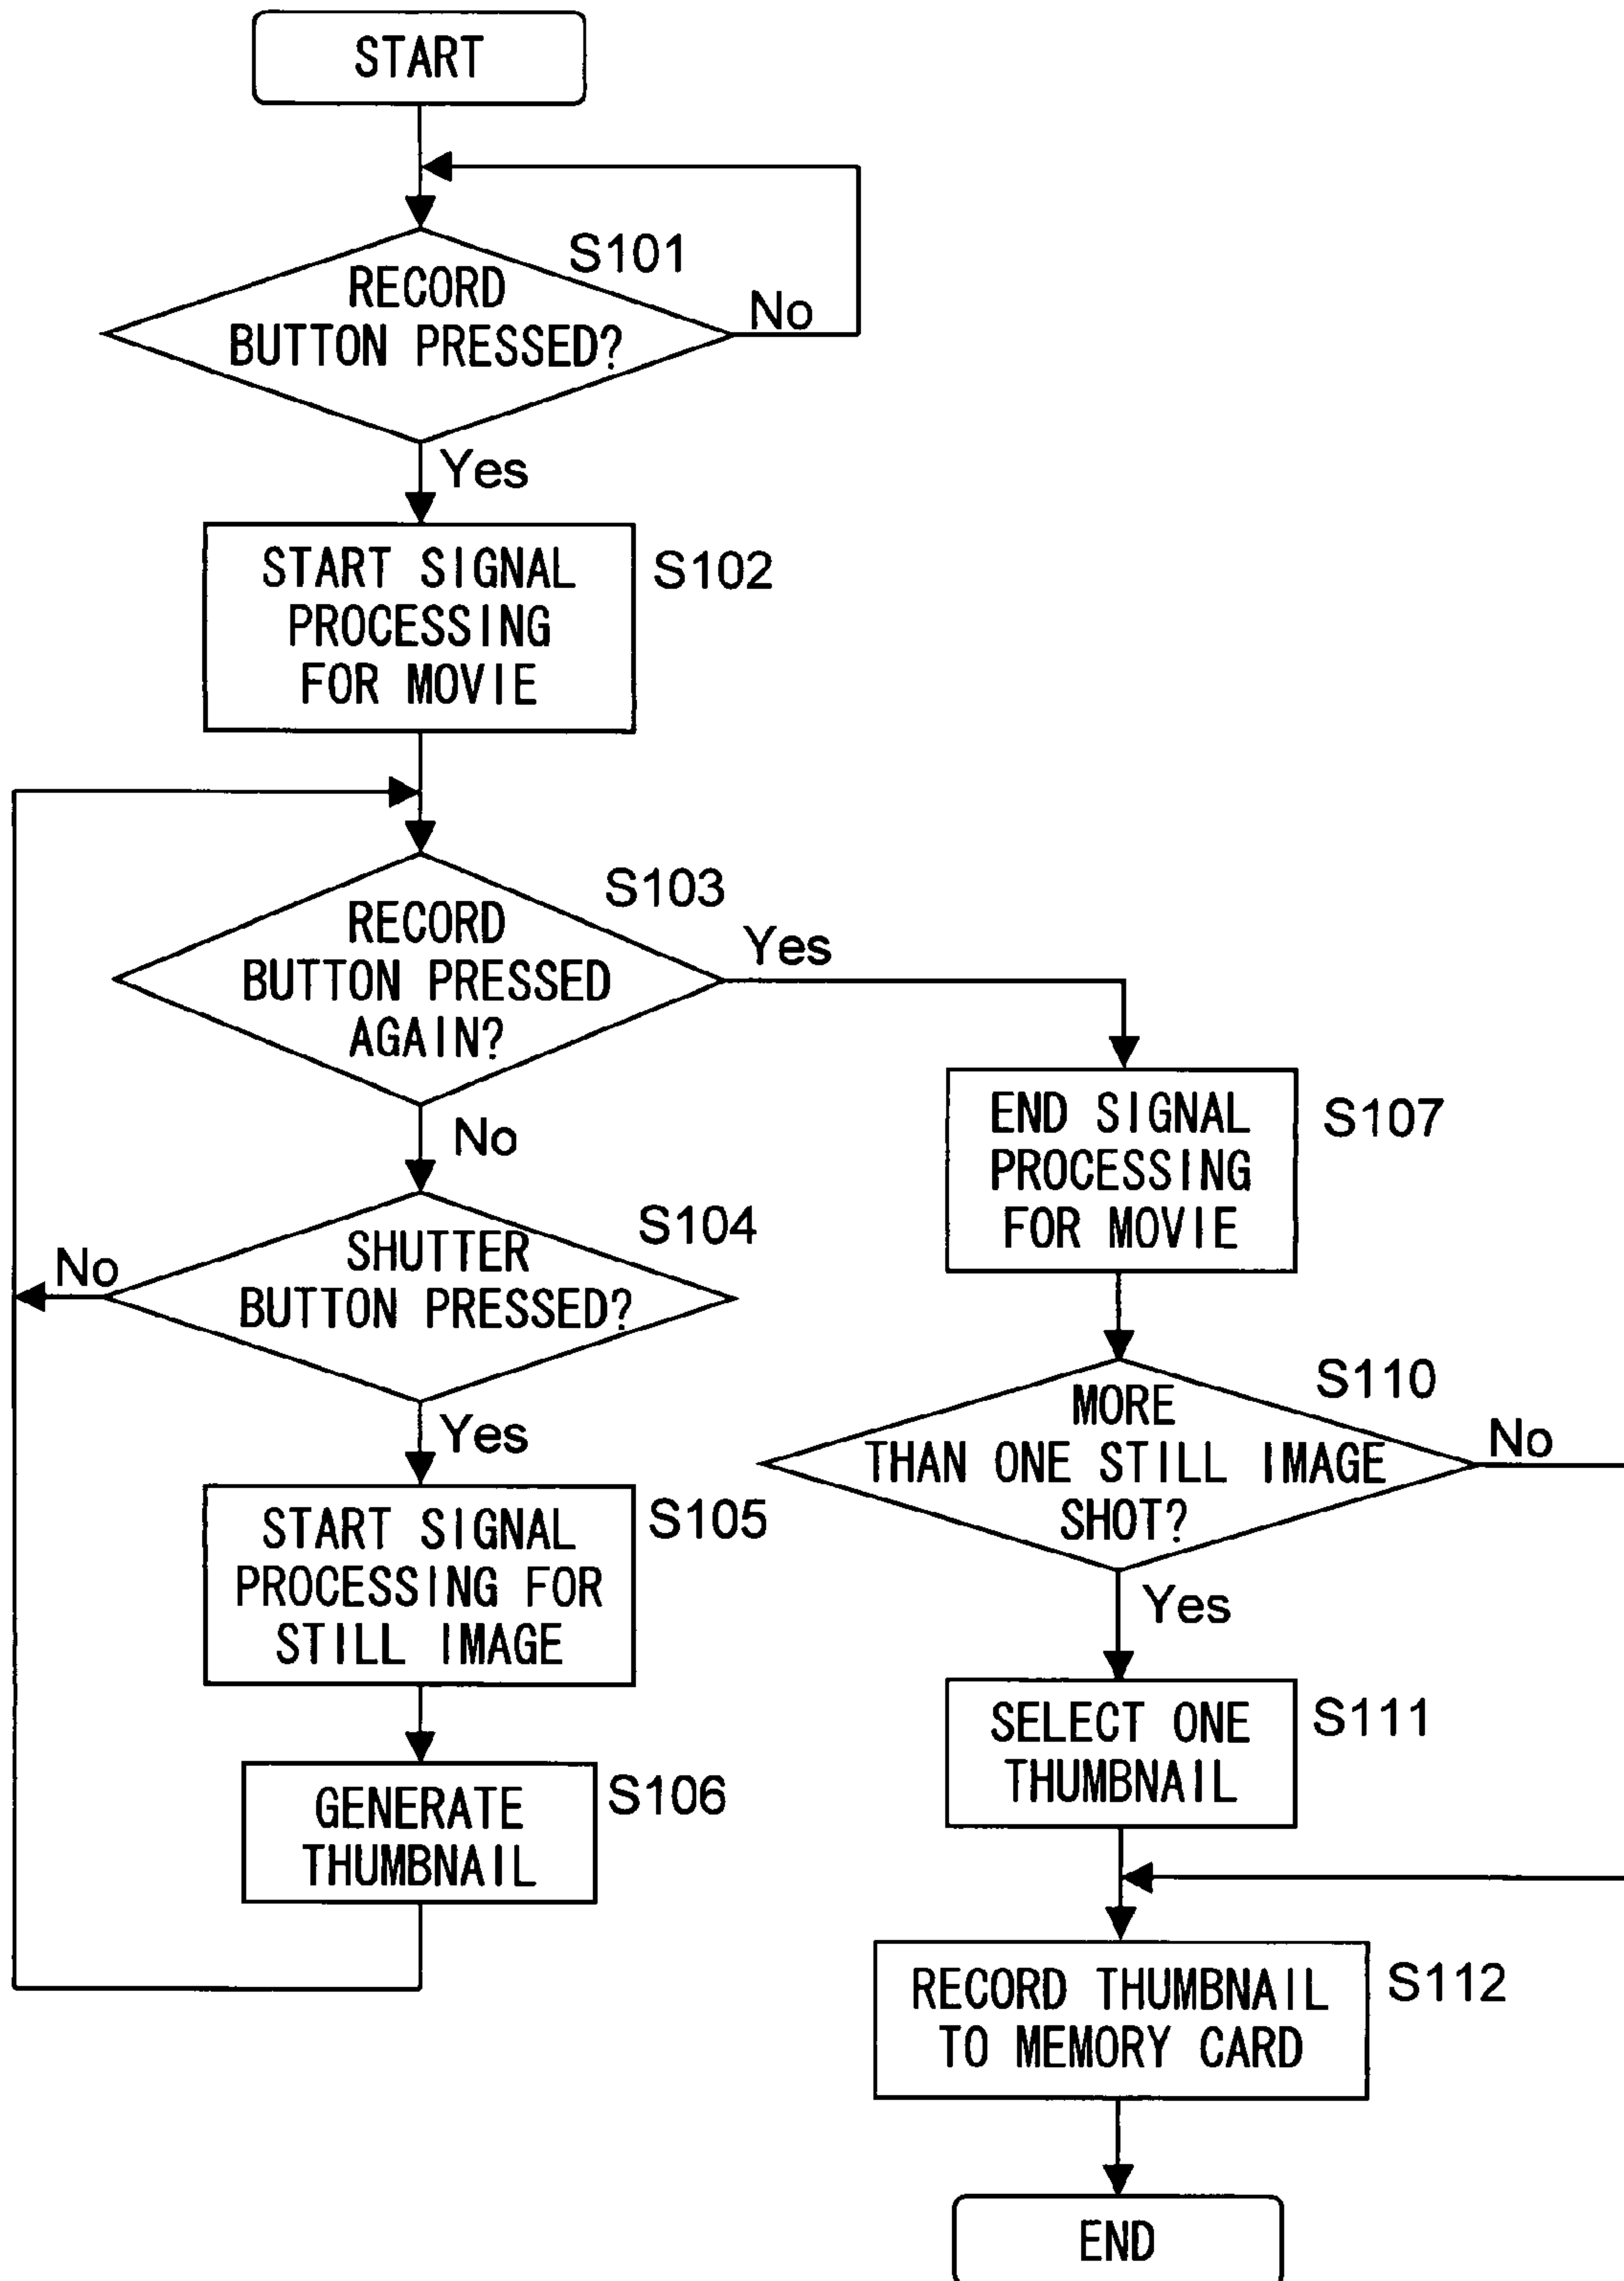 START
S101
RECORD
BUTTON PRESSED?
No
Yes
START SIGNAL
PROCESSING
FOR MOVIE
S102
S103
RECORD
BUTTON PRESSED
AGAIN?
Yes
No
S104
SHUTTER
BUTTON PRESSED?
No
Yes
START SIGNAL
PROCESSING FOR
STILL IMAGE
S105
GENERATE
THUMBNAIL
S106
END SIGNAL
PROCESSING
FOR MOVIE
S107
S110
MORE
THAN ONE STILL IMAGE
SHOT?
No
Yes
SELECT ONE
THUMBNAIL
S111
RECORD THUMBNAIL
TO MEMORY CARD
S112
END